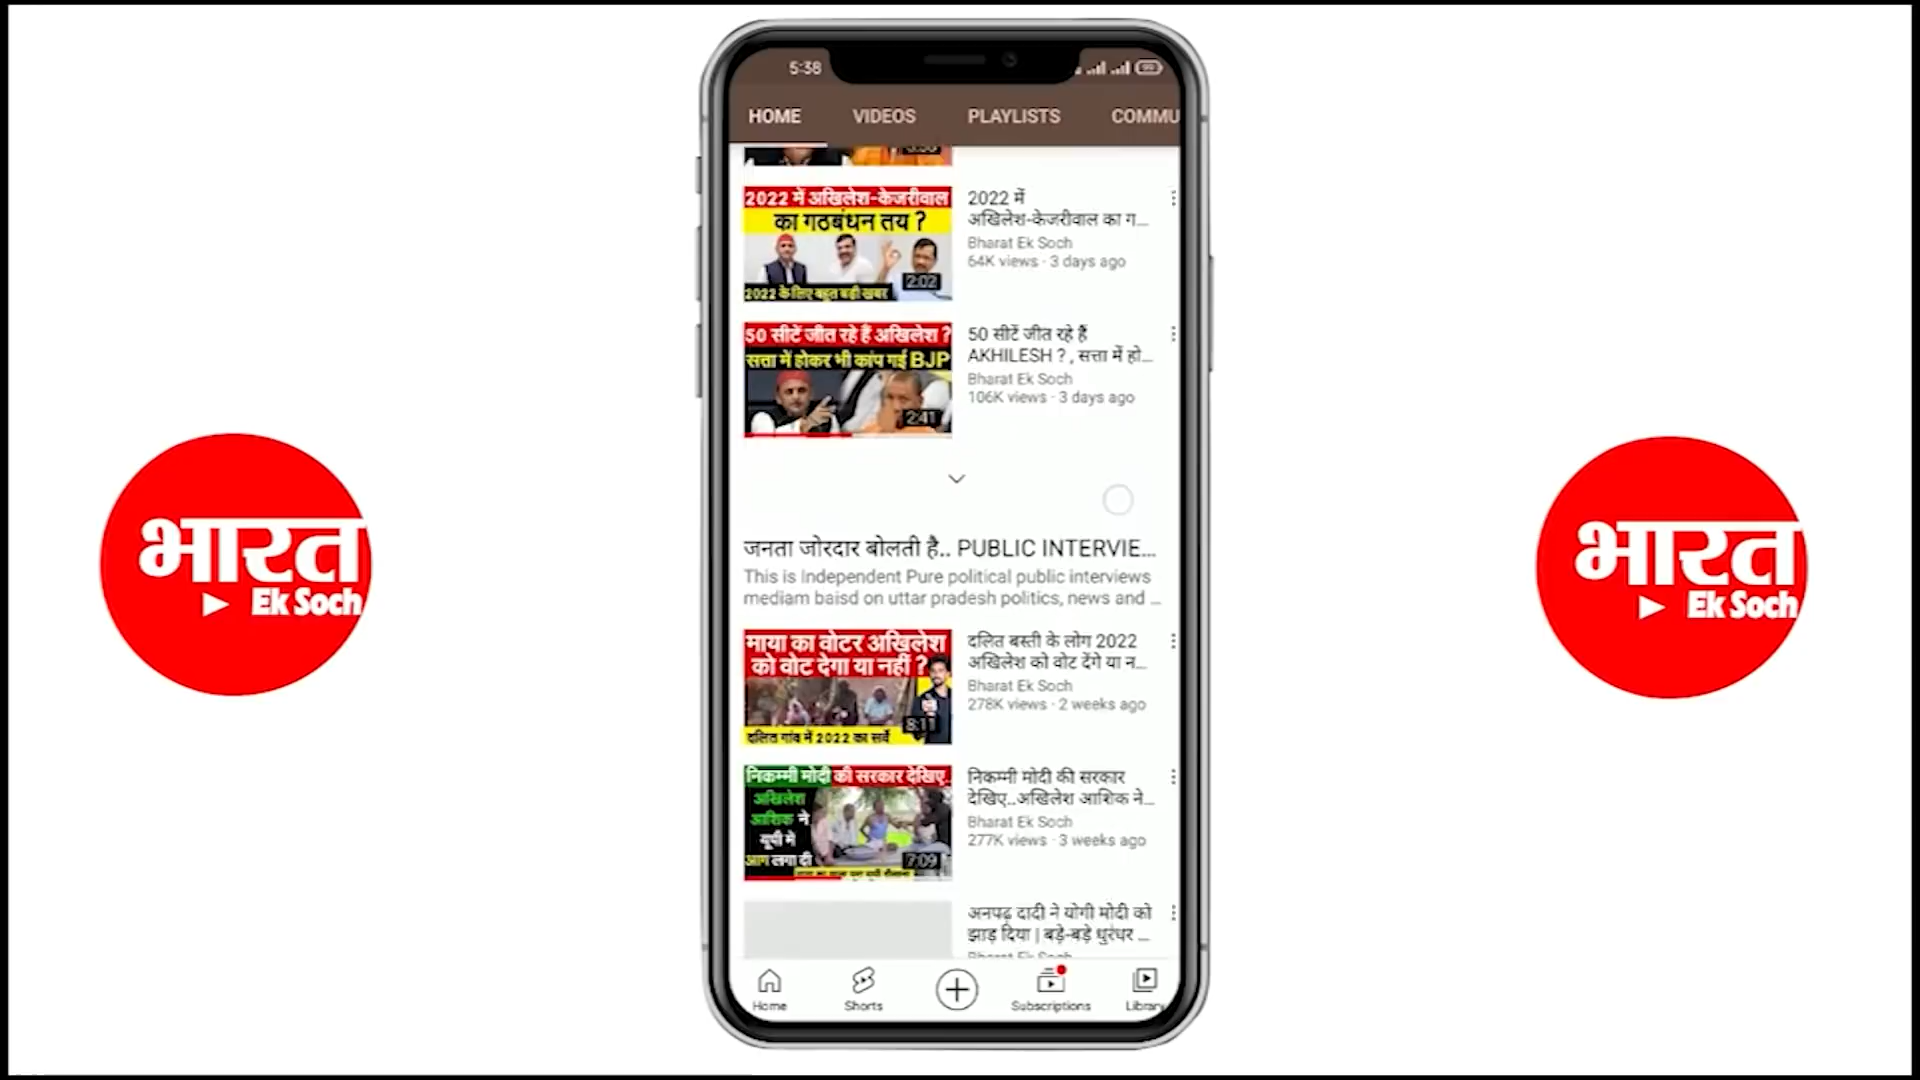 5:38
HOME VIDEOS PLAYLISTS COMMU
2022 में अखिलेश-केजरीवाल
का गठबंधन तय ?
2:02
2022 के लिए बहुत बड़ी खबर
2022 में
अखिलेश-केजरीवाल का ग...
Bharat Ek Soch
64K views · 3 days ago
50 सीटें जीत रहे हैं अखिलेश ?
सत्ता में होकर भी कांप गई BJP
2:41
50 सीटें जीत रहे हैं
AKHILESH ? , सत्ता में हो...
Bharat Ek Soch
106K views · 3 days ago
भारत
Ek Soch
भारत
Ek Soch
जनता जोरदार बोलती है.. PUBLIC INTERVIE...
This is Independent Pure political public interviews
mediam baisd on uttar pradesh politics, news and ...
माया का वोटर अखिलेश
को वोट देगा या नहीं ?
8:11
दलित गांव में 2022 का सर्वे
दलित बस्ती के लोग 2022
अखिलेश को वोट देंगे या न...
Bharat Ek Soch
278K views · 2 weeks ago
निकम्मी मोदी की सरकार देखिए..
अखिलेश
आशिक ने
यूपी में
आग लगा दी
7:09
निकम्मी मोदी की सरकार
देखिए..अखिलेश आशिक ने...
Bharat Ek Soch
277K views · 3 weeks ago
अनपढ़ दादी ने योगी मोदी को
झाड़ दिया | बड़े-बड़े धुरंधर ...
Bharat Ek Soch
Home Shorts Subscriptions Library